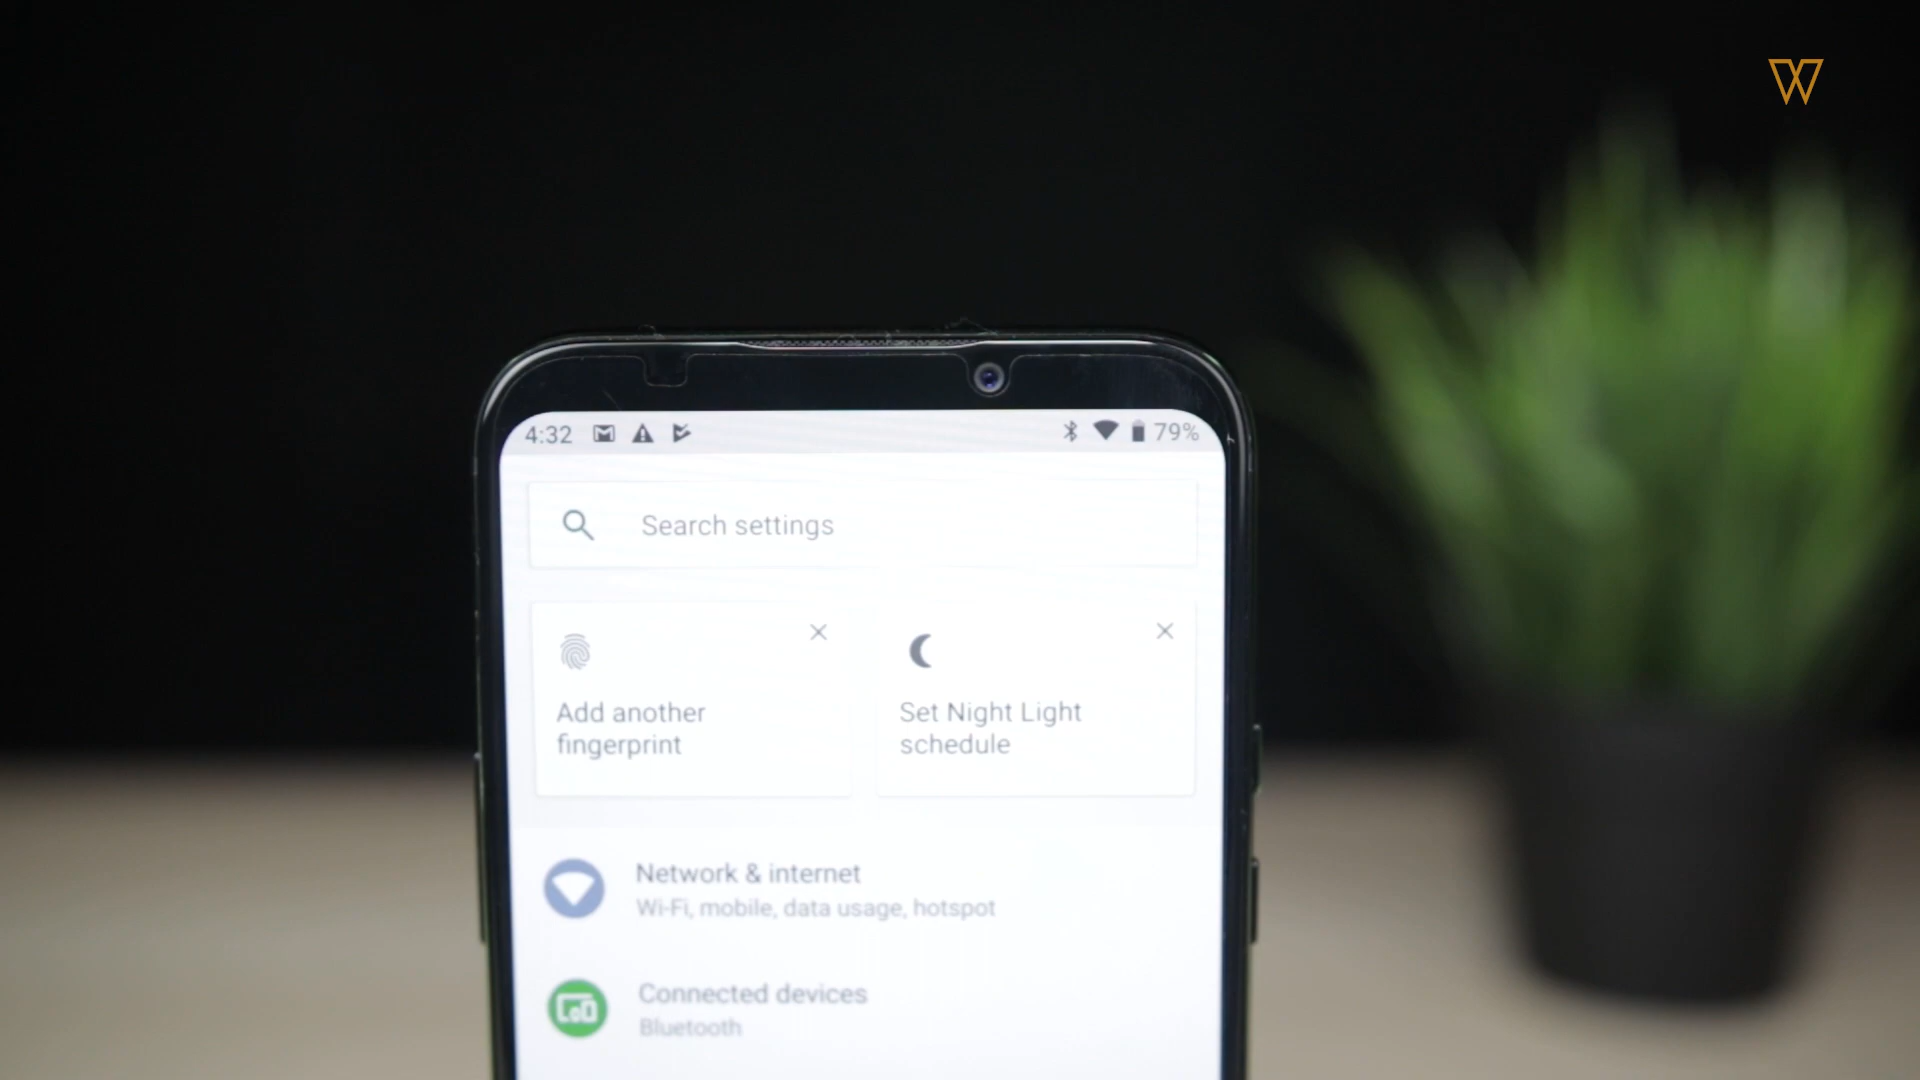 W
4:32
79%
Search settings
Add another
fingerprint
Set Night Light
schedule
Network & internet
Wi-Fi, mobile, data usage, hotspot
Connected devices
Bluetooth